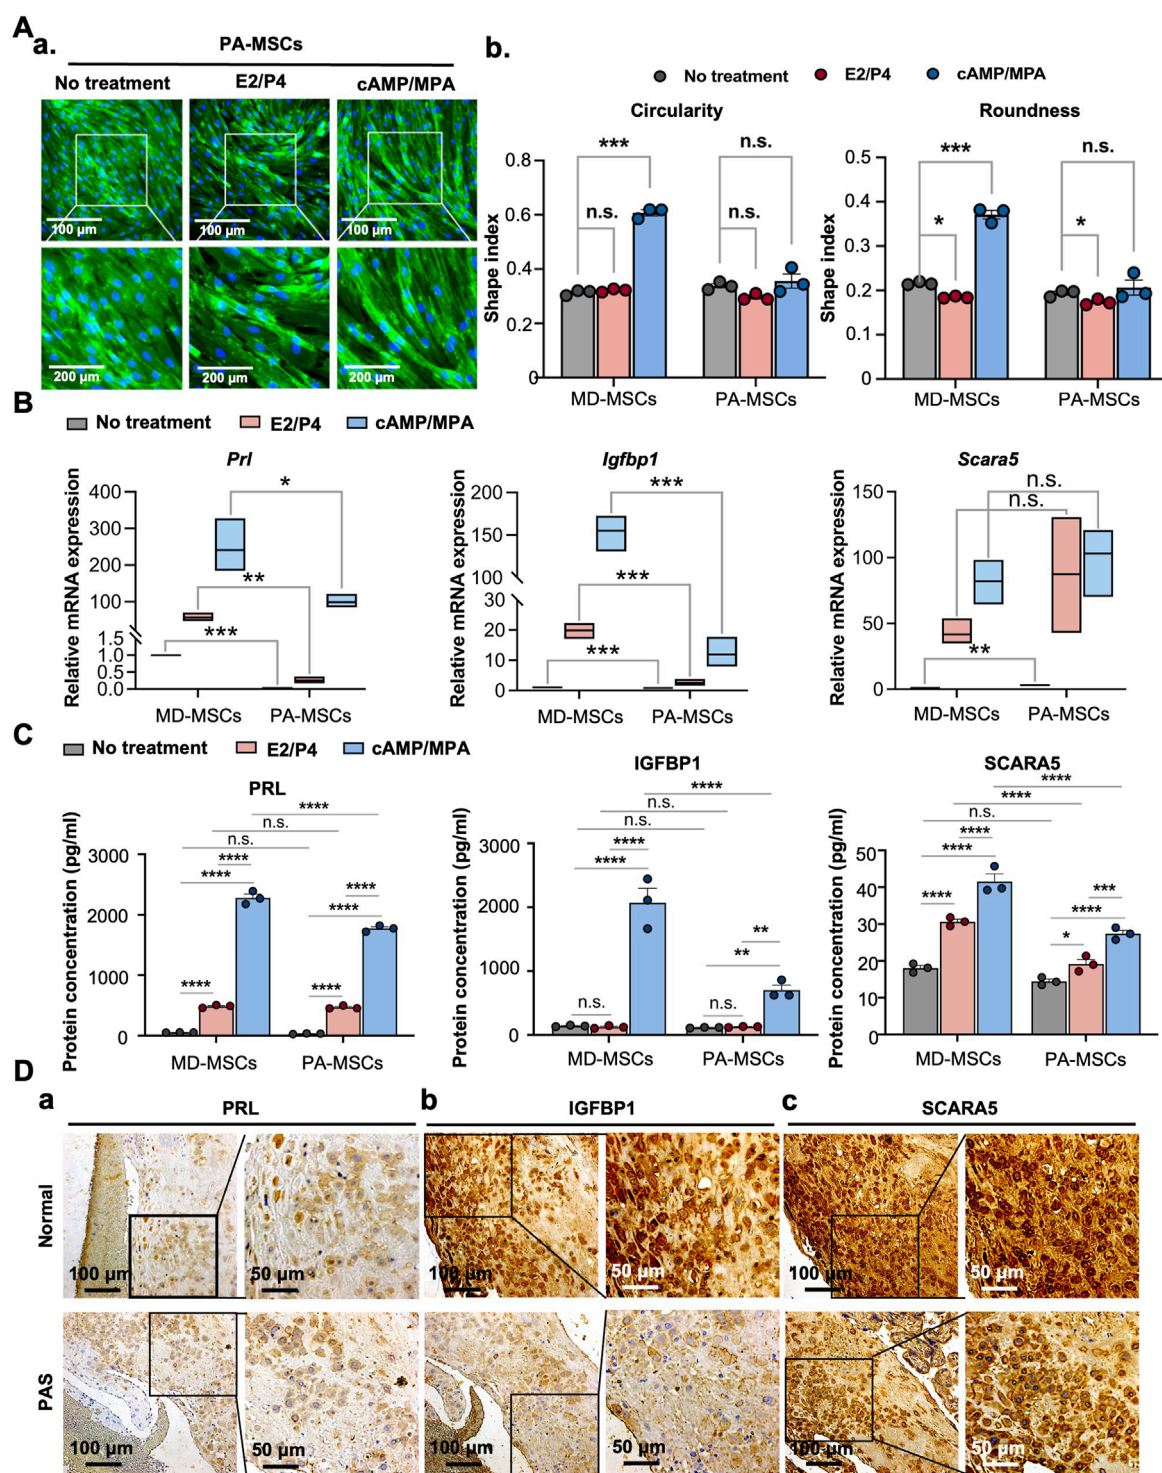 A
a.
PA-MSCs
No treatment
E2/P4
cAMP/MPA
100 µm
100 µm
100 µm
200 µm
200 µm
200 µm
b.
No treatment
E2/P4
cAMP/MPA
Circularity
Shape index
0.8
0.6
0.4
0.2
0
***
n.s.
n.s.
n.s.
MD-MSCs
PA-MSCs
Roundness
Shape index
0.5
0.4
0.3
0.2
0.1
0
***
*
n.s.
*
MD-MSCs
PA-MSCs
B
No treatment
E2/P4
cAMP/MPA
Prl
Relative mRNA expression
400
300
200
100
1.5
1.0
0.5
0.0
*
**
***
MD-MSCs
PA-MSCs
Igfbp1
Relative mRNA expression
200
150
100
30
20
10
0
***
***
***
MD-MSCs
PA-MSCs
Scara5
Relative mRNA expression
150
100
50
0
n.s.
n.s.
**
MD-MSCs
PA-MSCs
C
No treatment
E2/P4
cAMP/MPA
PRL
Protein concentration (pg/ml)
3000
2000
1000
0
****
n.s.
n.s.
****
****
****
****
****
****
MD-MSCs
PA-MSCs
IGFBP1
Protein concentration (pg/ml)
3000
2000
1000
0
****
n.s.
n.s.
****
****
**
**
n.s.
n.s.
MD-MSCs
PA-MSCs
SCARA5
Protein concentration (pg/ml)
50
40
30
20
10
0
****
****
n.s.
****
****
****
***
****
*
MD-MSCs
PA-MSCs
D
a
PRL
b
IGFBP1
c
SCARA5
Normal
100 µm
50 µm
100 µm
50 µm
100 µm
50 µm
PAS
100 µm
50 µm
100 µm
50 µm
100 µm
50 µm